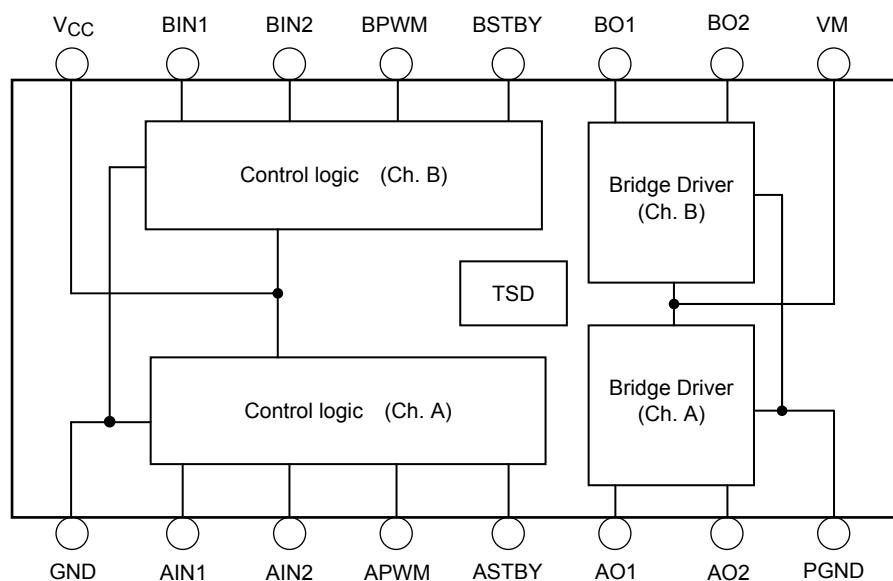 VCC BIN1 BIN2 BPWM BSTBY BO1 BO2 VM
Control logic (Ch. B)
Bridge Driver
(Ch. B)
TSD
Control logic (Ch. A)
Bridge Driver
(Ch. A)
GND AIN1 AIN2 APWM ASTBY AO1 AO2 PGND